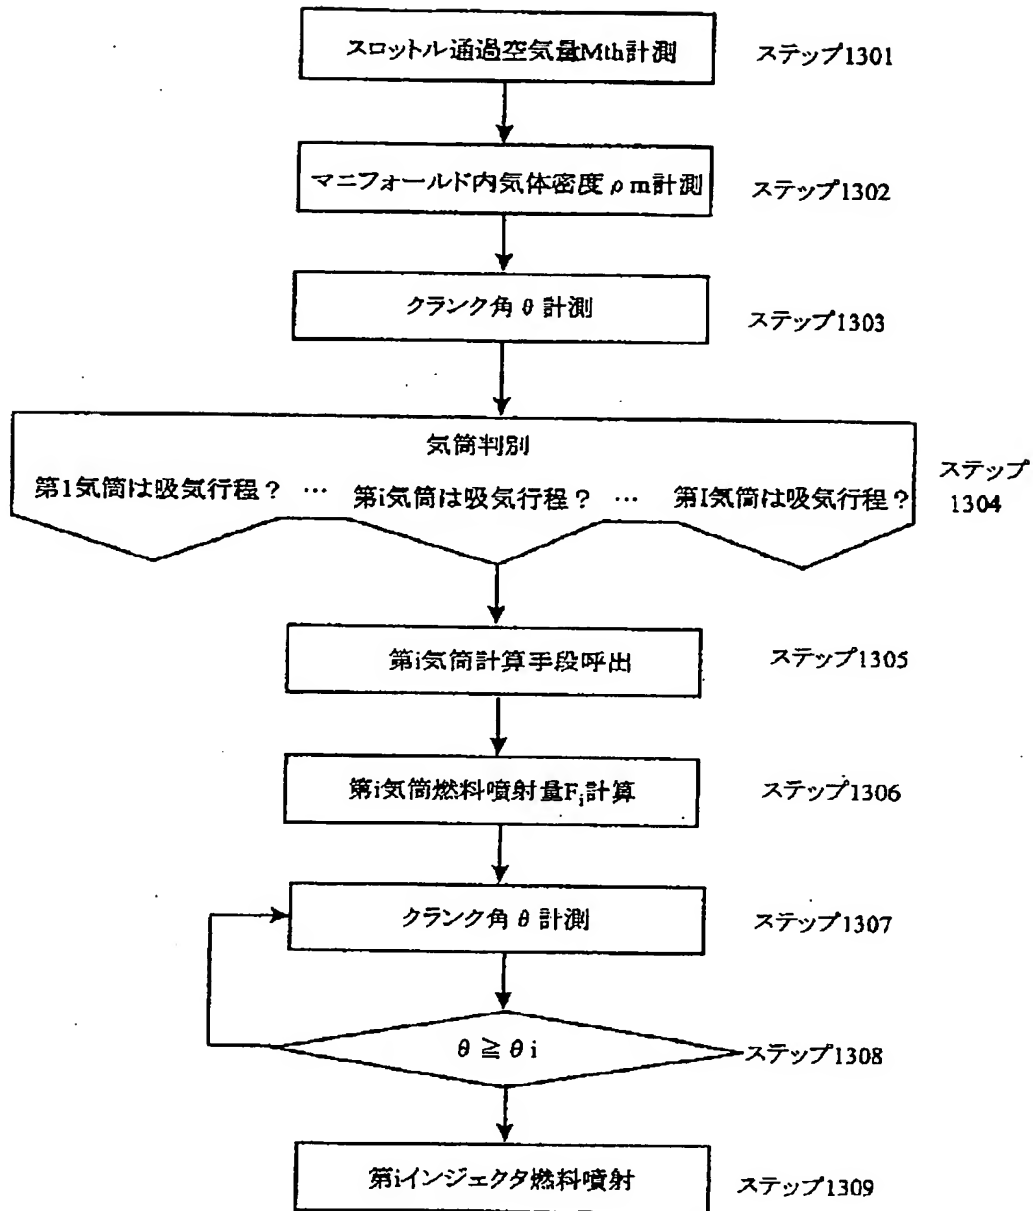 スロットル通過空気量Mth計測
ステップ1301
マニフォールド内気体密度ρm計測
ステップ1302
クランク角θ計測
ステップ1303
気筒判別
第1気筒は吸気行程? … 第i気筒は吸気行程? … 第I気筒は吸気行程?
ステップ
1304
第i気筒計算手段呼出
ステップ1305
第i気筒燃料噴射量Fi計算
ステップ1306
クランク角θ計測
ステップ1307
θ≧θi
ステップ1308
第iインジェクタ燃料噴射
ステップ1309